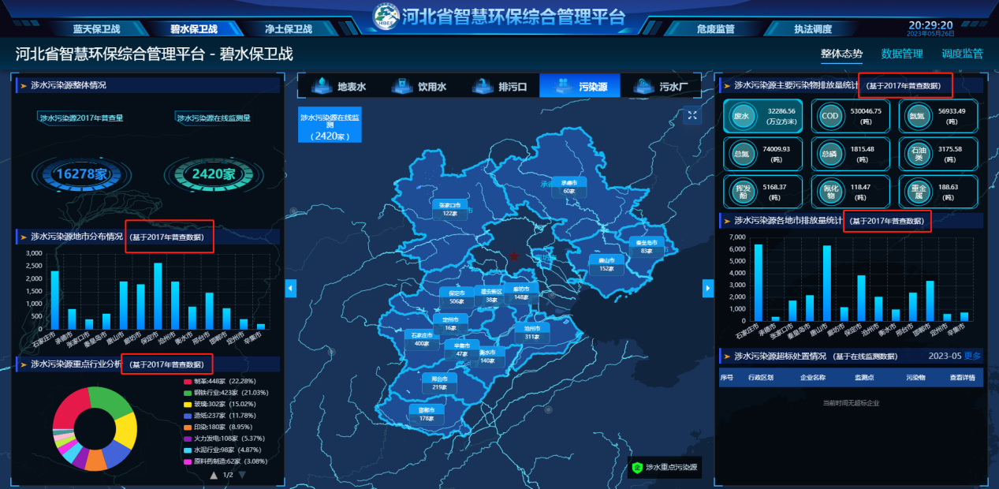 HBEE
河北省智慧环保综合管理平台
蓝天保卫战
碧水保卫战
净土保卫战
危废监管
执法调度
20:29:20
2023年05月26日
河北省智慧环保综合管理平台 - 碧水保卫战
整体态势
数据管理
调度监管
涉水污染源整体情况
涉水污染源2017年普查量
涉水污染源在线监测量
16278家
2420家
涉水污染源地市分布情况 (基于2017年普查数据)
3,000
2,500
2,000
1,500
1,000
500
0
石家庄市
承德市
张家口市
秦皇岛市
唐山市
廊坊市
保定市
沧州市
衡水市
邢台市
邯郸市
定州市
辛集市
涉水污染源重点行业分析 (基于2017年普查数据)
制革:448家 (22.28%)
钢铁行业:423家 (21.03%)
玻璃:302家 (15.02%)
造纸:237家 (11.78%)
印染:180家 (8.95%)
火力发电:108家 (5.37%)
水泥行业:98家 (4.87%)
原料药制造:62家 (3.08%)
1/2
地表水
饮用水
排污口
污染源
污水厂
涉水污染源在线监
测
(2420家)
承德市
60家
张家口市
122家
秦皇岛市
83家
唐山市
152家
保定市
506家
雄安新区
38家
廊坊市
148家
定州市
16家
沧州市
311家
石家庄市
400家
辛集市
47家
衡水市
140家
邢台市
219家
邯郸市
178家
企
涉水重点污染源
涉水污染源主要污染物排放量统计 (基于2017年普查数据)
废水
32286.56
(万立方米)
COD
530046.75
(吨)
氨氮
56933.49
(吨)
总氮
74009.93
(吨)
总磷
1815.48
(吨)
石油
类
3175.58
(吨)
挥发
酚
5168.37
(吨)
氰化
物
118.47
(吨)
重金
属
188.63
(吨)
涉水污染源各地市排放量统计 (基于2017年普查数据)
7,000
6,000
5,000
4,000
3,000
2,000
1,000
0
石家庄市
承德市
张家口市
秦皇岛市
唐山市
廊坊市
保定市
沧州市
衡水市
邢台市
邯郸市
定州市
辛集市
涉水污染源超标处置情况 (基于在线监测数据)
2023-05 更多
序号
行政区划
企业名称
监测点
污染物
查看详情
当前时间无超标企业